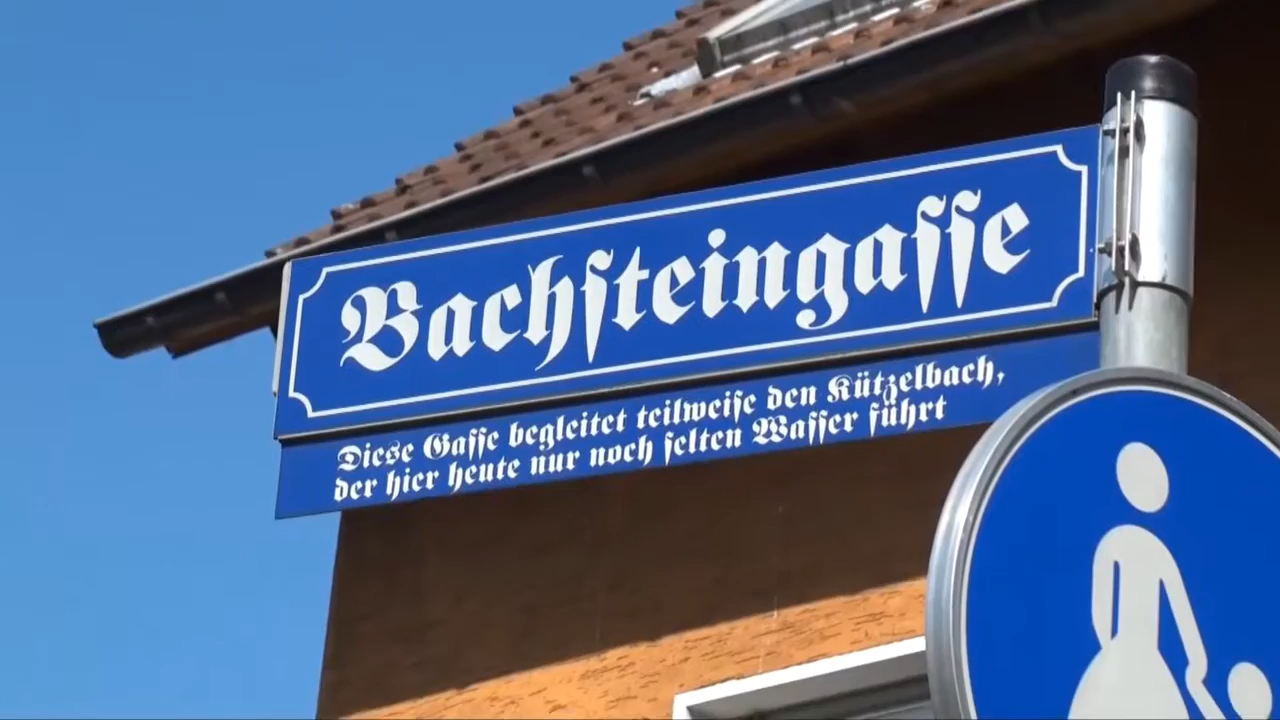 Bachſteingaſſe
Dieſe Gaſſe begleitet teilweiſe den Kützelbach,
der hier heute nur noch ſelten Waſſer führt